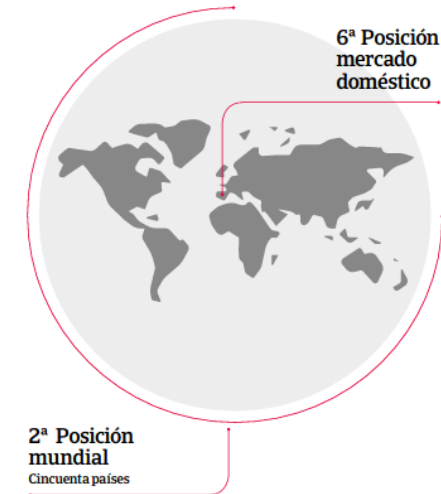 6ª Posición
mercado
doméstico
2ª Posición
mundial
Cincuenta países